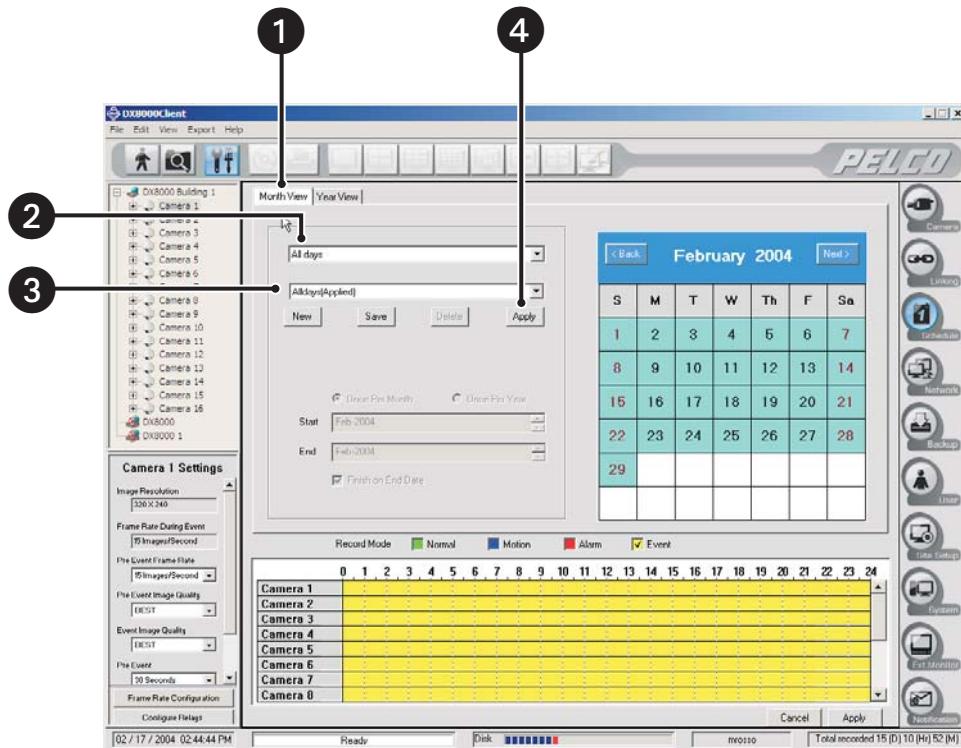 1
4
2
3
DX8000Client
File Edit View Export Help
PELCO
DX8000 Building 1
Camera 1
Camera 3
Camera 4
Camera 5
Camera 6
Camera 8
Camera 9
Camera 10
Camera 11
Camera 12
Camera 13
Camera 14
Camera 15
Camera 16
DX8000
DX8000 1
Month View Year View
All days
Alldays(Applied)
New Save Delete Apply
Once Per Month Once Per Year
Start Feb-2004
End Feb-2004
Finish on End Date
< Back February 2004 Next >
S M T W Th F Sa
1 2 3 4 5 6 7
8 9 10 11 12 13 14
15 16 17 18 19 20 21
22 23 24 25 26 27 28
29
Camera
Linking
1
Schedule
Network
Backup
User
Site Setup
System
Ext Monitor
Notification
Camera 1 Settings
Image Resolution
320 X 240
Frame Rate During Event
15 Images/Second
Pre Event Frame Rate
15 Images/Second
Pre Event Image Quality
BEST
Event Image Quality
BEST
Pre Event
30 Seconds
Frame Rate Configuration
Configure Relays
Record Mode Normal Motion Alarm Event
0 1 2 3 4 5 6 7 8 9 10 11 12 13 14 15 16 17 18 19 20 21 22 23 24
Camera 1
Camera 2
Camera 3
Camera 4
Camera 5
Camera 6
Camera 7
Camera 8
Cancel Apply
02 / 17 / 2004 02:44:44 PM Ready Disk mrosso Total recorded 15 (D) 10 (Hr) 52 (M)